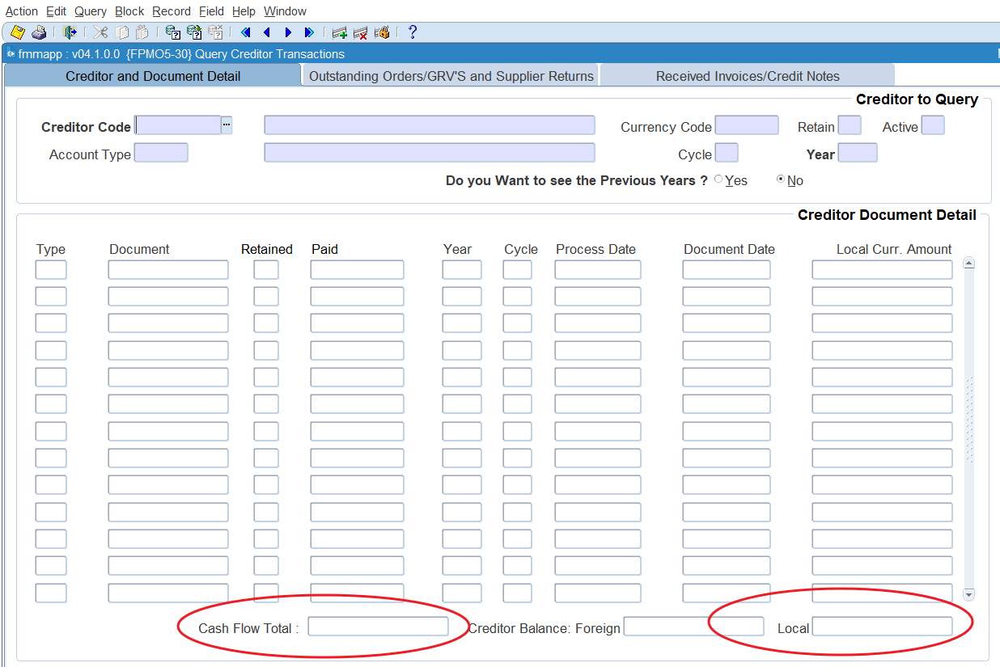 Action Edit Query Block Record Field Help Window
fmmapp : v04.1.0.0 {FPMO5-30} Query Creditor Transactions
Creditor and Document Detail Outstanding Orders/GRV'S and Supplier Returns Received Invoices/Credit Notes
Creditor to Query
Creditor Code ... Currency Code Retain Active
Account Type Cycle Year
Do you Want to see the Previous Years ? Yes No
Creditor Document Detail
Type Document Retained Paid Year Cycle Process Date Document Date Local Curr. Amount
Cash Flow Total : Creditor Balance: Foreign Local